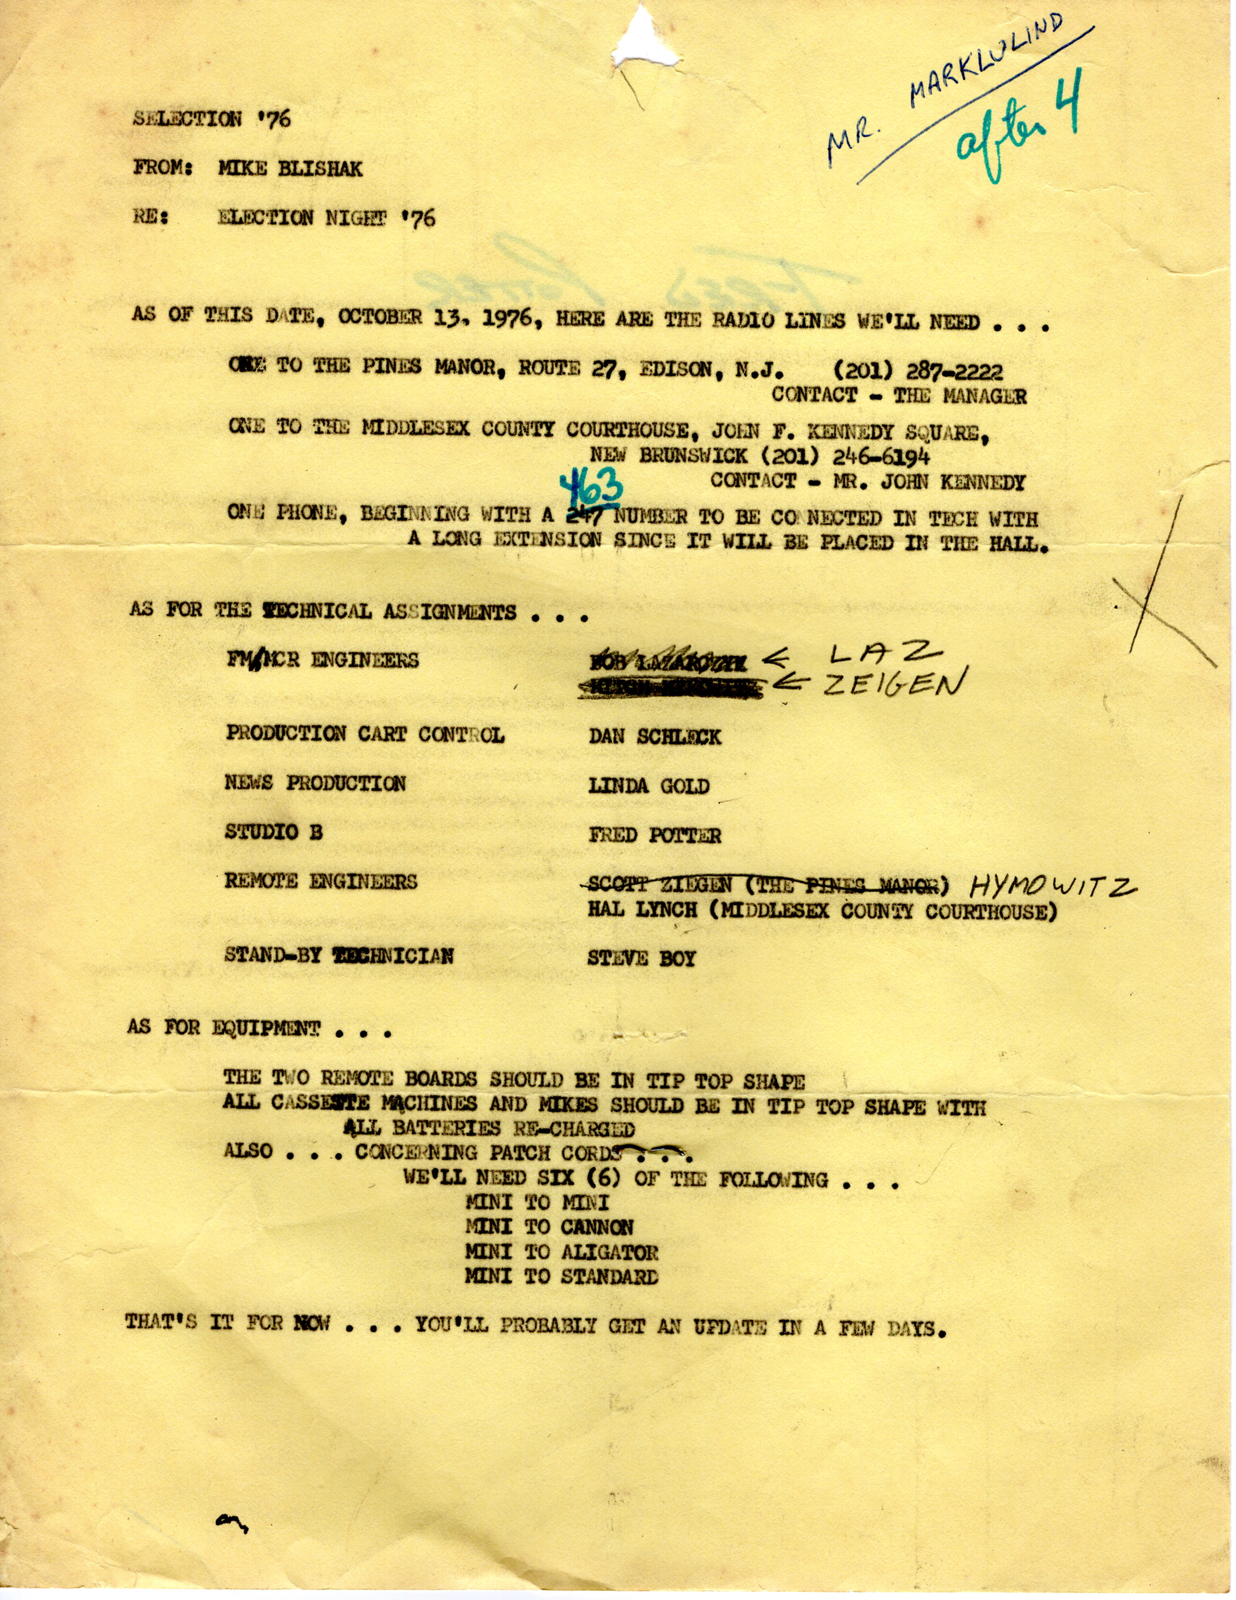 MR. MARKLULIND
after 4
SELECTION '76
FROM: MIKE BLISHAK
RE: ELECTION NIGHT '76
AS OF THIS DATE, OCTOBER 13, 1976, HERE ARE THE RADIO LINES WE'LL NEED . . .
ONE TO THE PINES MANOR, ROUTE 27, EDISON, N.J. (201) 287-2222
CONTACT - THE MANAGER
ONE TO THE MIDDLESEX COUNTY COURTHOUSE, JOHN F. KENNEDY SQUARE,
NEW BRUNSWICK (201) 246-6194
CONTACT - MR. JOHN KENNEDY
463
ONE PHONE, BEGINNING WITH A 247 NUMBER TO BE CO NECTED IN TECH WITH
A LONG EXTENSION SINCE IT WILL BE PLACED IN THE HALL.
AS FOR THE TECHNICAL ASSIGNMENTS . . .
FM/MCR ENGINEERS BOB ← LAZ
← ZEIGEN
PRODUCTION CART CONTROL DAN SCHLECK
NEWS PRODUCTION LINDA GOLD
STUDIO B FRED POTTER
REMOTE ENGINEERS SCOTT ZIEGEN (THE PINES MANOR) HYMOWITZ
HAL LYNCH (MIDDLESEX COUNTY COURTHOUSE)
STAND-BY TECHNICIAN STEVE BOY
AS FOR EQUIPMENT . . .
THE TWO REMOTE BOARDS SHOULD BE IN TIP TOP SHAPE
ALL CASSETTE MACHINES AND MIKES SHOULD BE IN TIP TOP SHAPE WITH
ALL BATTERIES RE-CHARGED
ALSO . . . CONCERNING PATCH CORDS . . .
WE'LL NEED SIX (6) OF THE FOLLOWING . . .
MINI TO MINI
MINI TO CANNON
MINI TO ALIGATOR
MINI TO STANDARD
THAT'S IT FOR NOW . . . YOU'LL PROBABLY GET AN UPDATE IN A FEW DAYS.